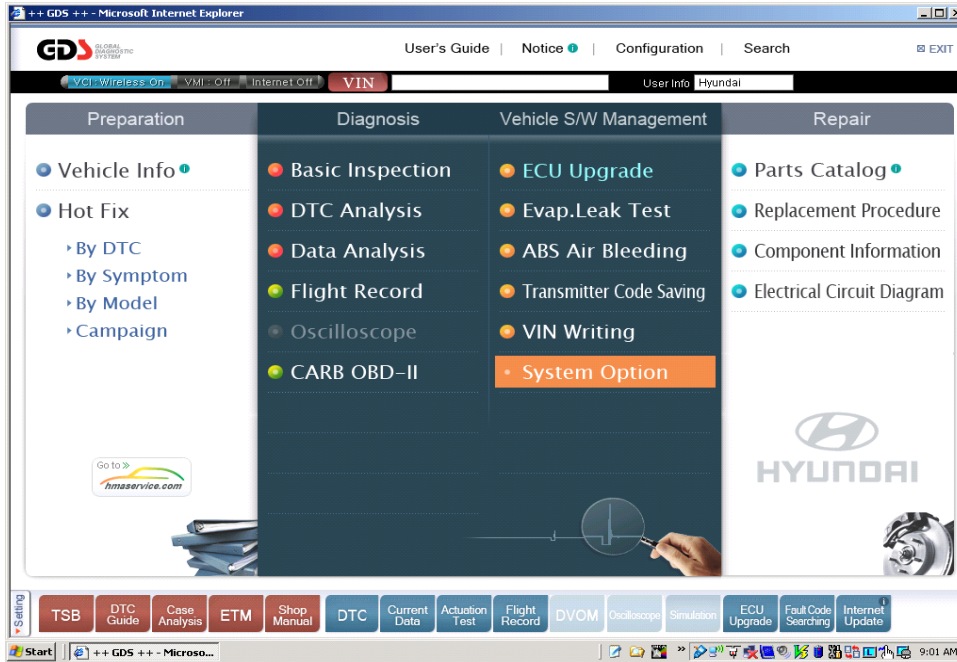 ++ GDS ++ - Microsoft Internet Explorer
GDS GLOBAL DIAGNOSTIC SYSTEM
User's Guide | Notice | Configuration | Search
EXIT
VCI : Wireless On VMI : Off Internet Off VIN User Info Hyundai
Preparation Diagnosis Vehicle S/W Management Repair
Vehicle Info Basic Inspection ECU Upgrade Parts Catalog
Hot Fix DTC Analysis Evap.Leak Test Replacement Procedure
By DTC Data Analysis ABS Air Bleeding Component Information
By Symptom Flight Record Transmitter Code Saving Electrical Circuit Diagram
By Model
Campaign Oscilloscope VIN Writing
CARB OBD-II System Option
Go to »
hmaservice.com
HYUNDAI
Setting
TSB DTC Guide Case Analysis ETM Shop Manual DTC Current Data Actuation Test Flight Record DVOM Oscilloscope Simulation ECU Upgrade Fault Code Searching Internet Update
Start ++ GDS ++ - Microso... 9:01 AM